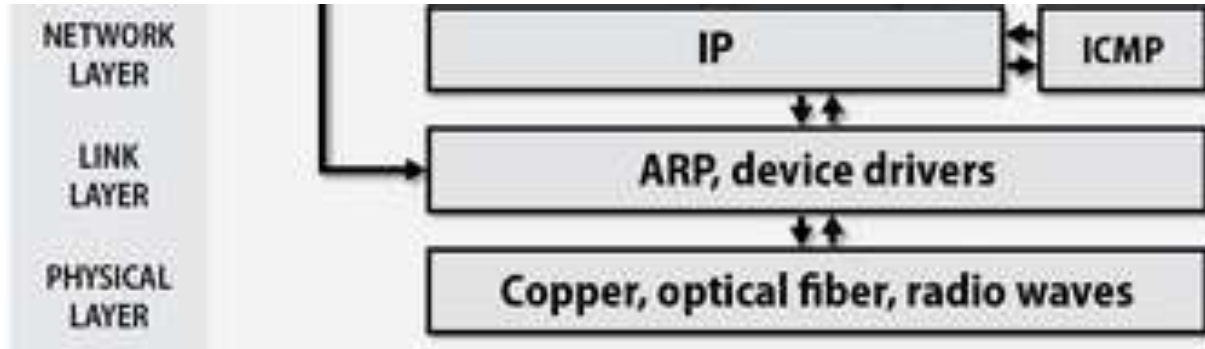 NETWORK
LAYER
IP
ICMP
LINK
LAYER
ARP, device drivers
PHYSICAL
LAYER
Copper, optical fiber, radio waves